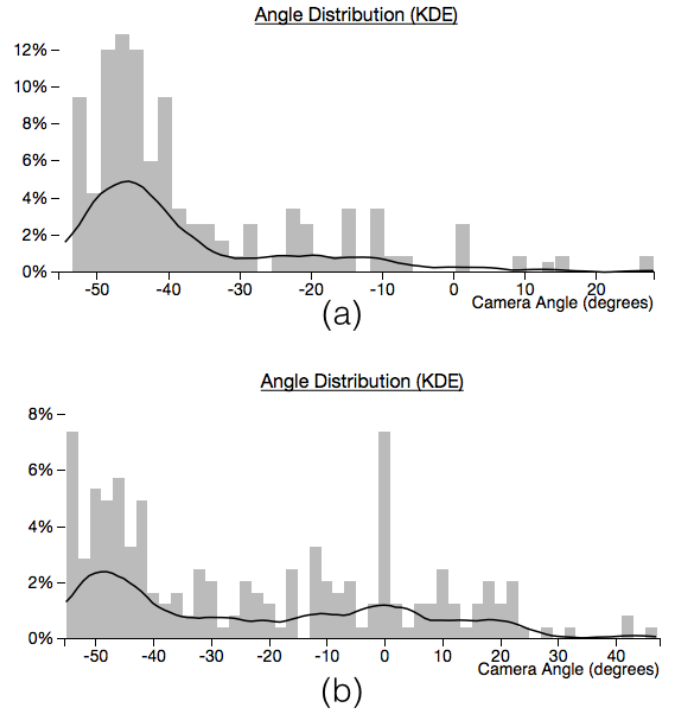 Angle Distribution (KDE)
12%
10%
8%
6%
4%
2%
0%
-50 -40 -30 -20 -10 0 10 20
Camera Angle (degrees)
(a)
Angle Distribution (KDE)
8%
6%
4%
2%
0%
-50 -40 -30 -20 -10 0 10 20 30 40
Camera Angle (degrees)
(b)